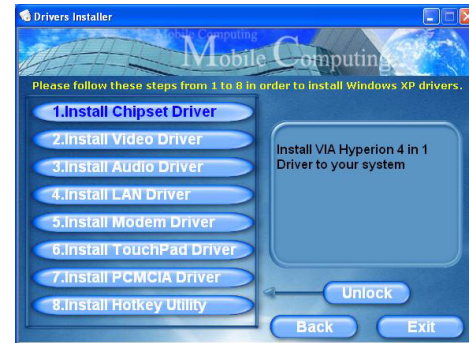 Drivers Installer
Mobile Computing
Mobile Computing
Please follow these steps from 1 to 8 in order to install Windows XP drivers.
1.Install Chipset Driver
2.Install Video Driver
3.Install Audio Driver
4.Install LAN Driver
5.Install Modem Driver
6.Install TouchPad Driver
7.Install PCMCIA Driver
8.Install Hotkey Utility
Install VIA Hyperion 4 in 1
Driver to your system
Unlock
Back
Exit